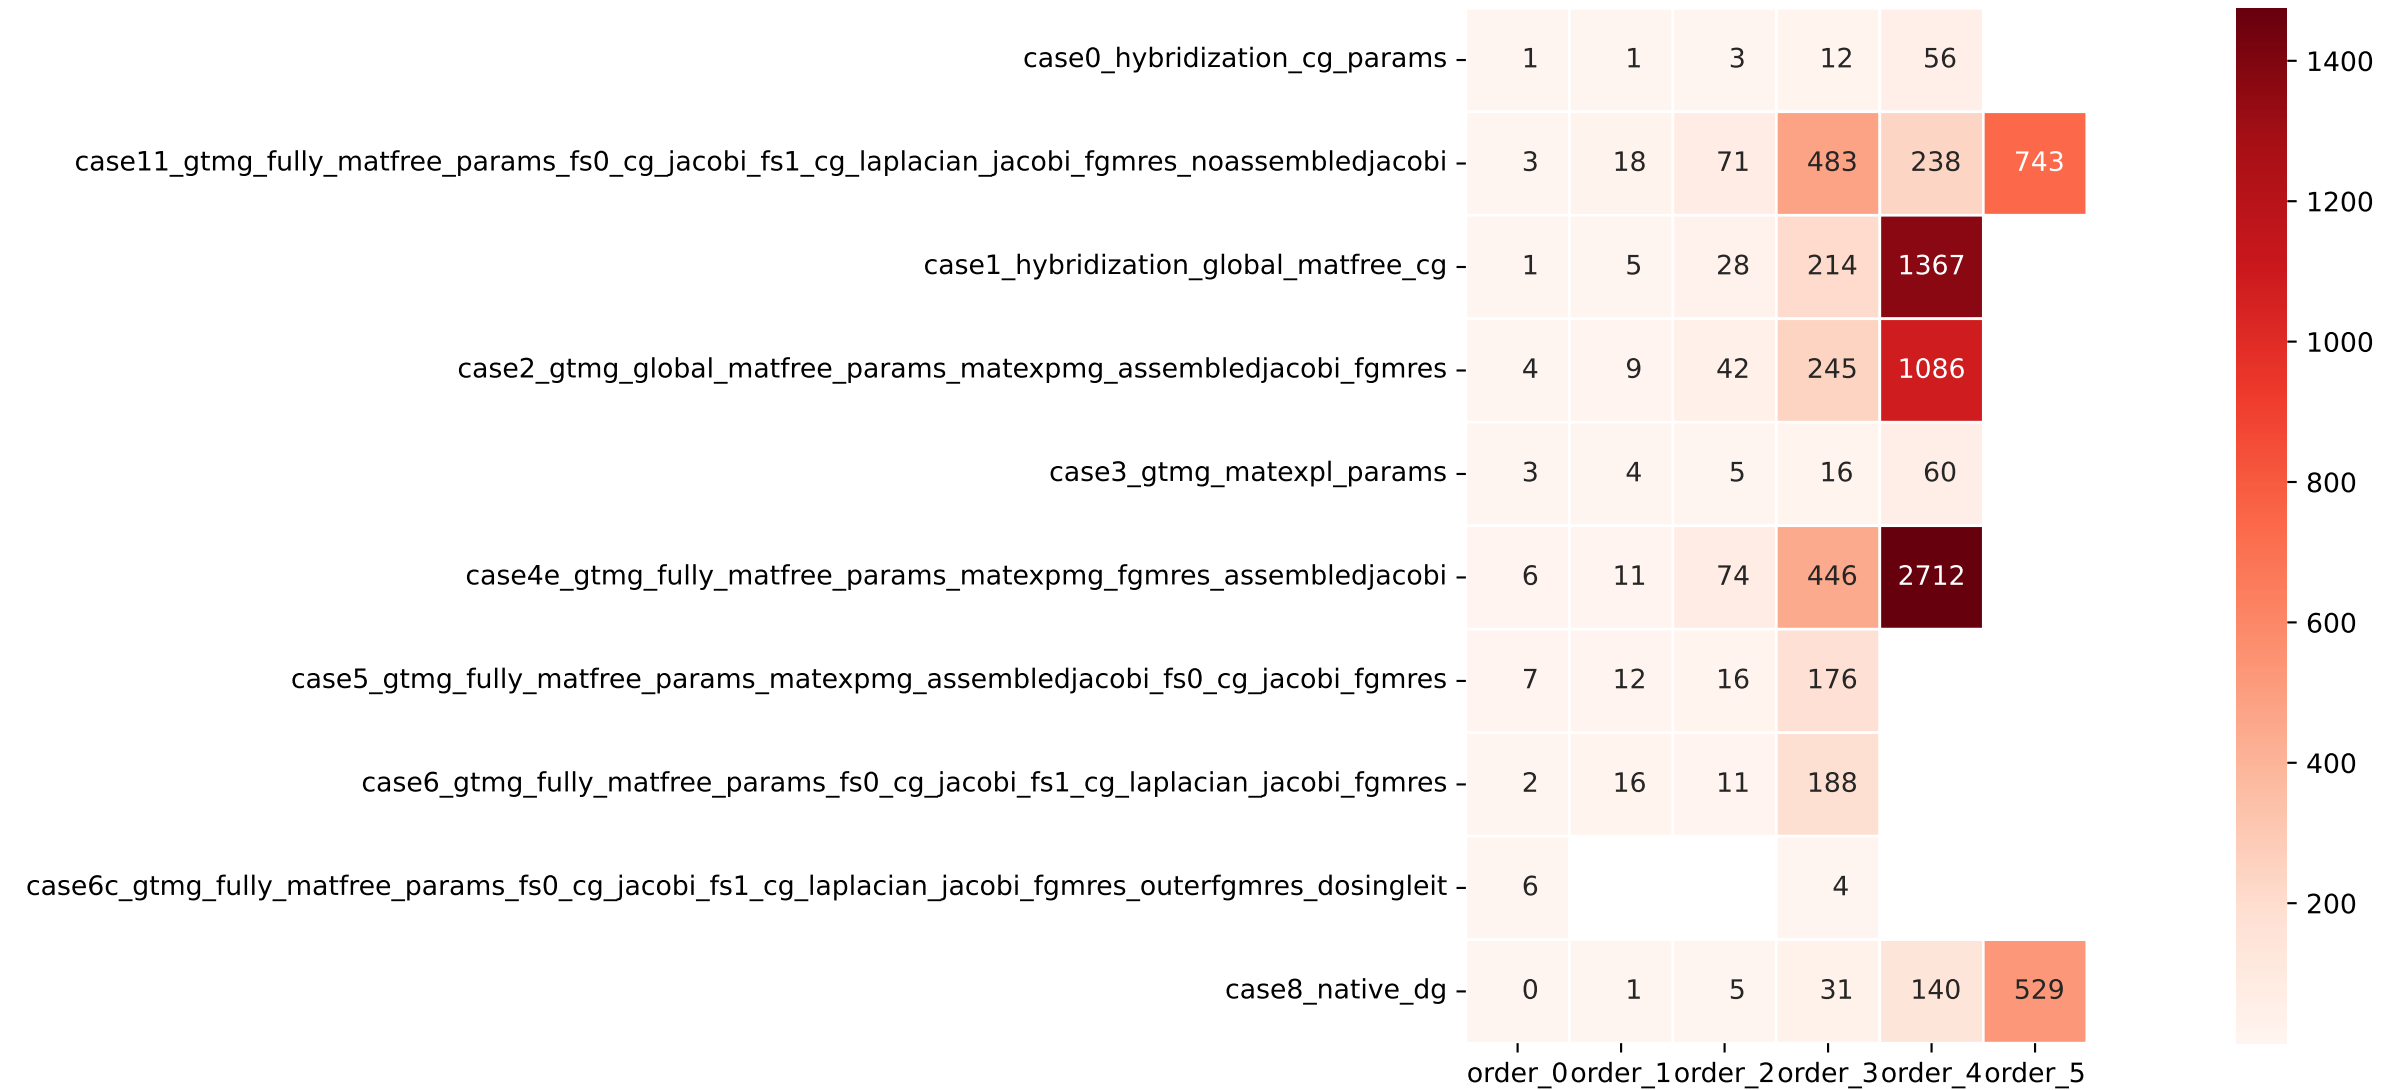 case0_hybridization_cg_params 1 1 3 12 56
case11_gtmg_fully_matfree_params_fs0_cg_jacobi_fs1_cg_laplacian_jacobi_fgmres_noassembledjacobi 3 18 71 483 238 743
case1_hybridization_global_matfree_cg 1 5 28 214 1367
case2_gtmg_global_matfree_params_matexpmg_assembledjacobi_fgmres 4 9 42 245 1086
case3_gtmg_matexpl_params 3 4 5 16 60
case4e_gtmg_fully_matfree_params_matexpmg_fgmres_assembledjacobi 6 11 74 446 2712
case5_gtmg_fully_matfree_params_matexpmg_assembledjacobi_fs0_cg_jacobi_fgmres 7 12 16 176
case6_gtmg_fully_matfree_params_fs0_cg_jacobi_fs1_cg_laplacian_jacobi_fgmres 2 16 11 188
case6c_gtmg_fully_matfree_params_fs0_cg_jacobi_fs1_cg_laplacian_jacobi_fgmres_outerfgmres_dosingleit 6 4
case8_native_dg 0 1 5 31 140 529
order_0 order_1 order_2 order_3 order_4 order_5
1400
1200
1000
800
600
400
200